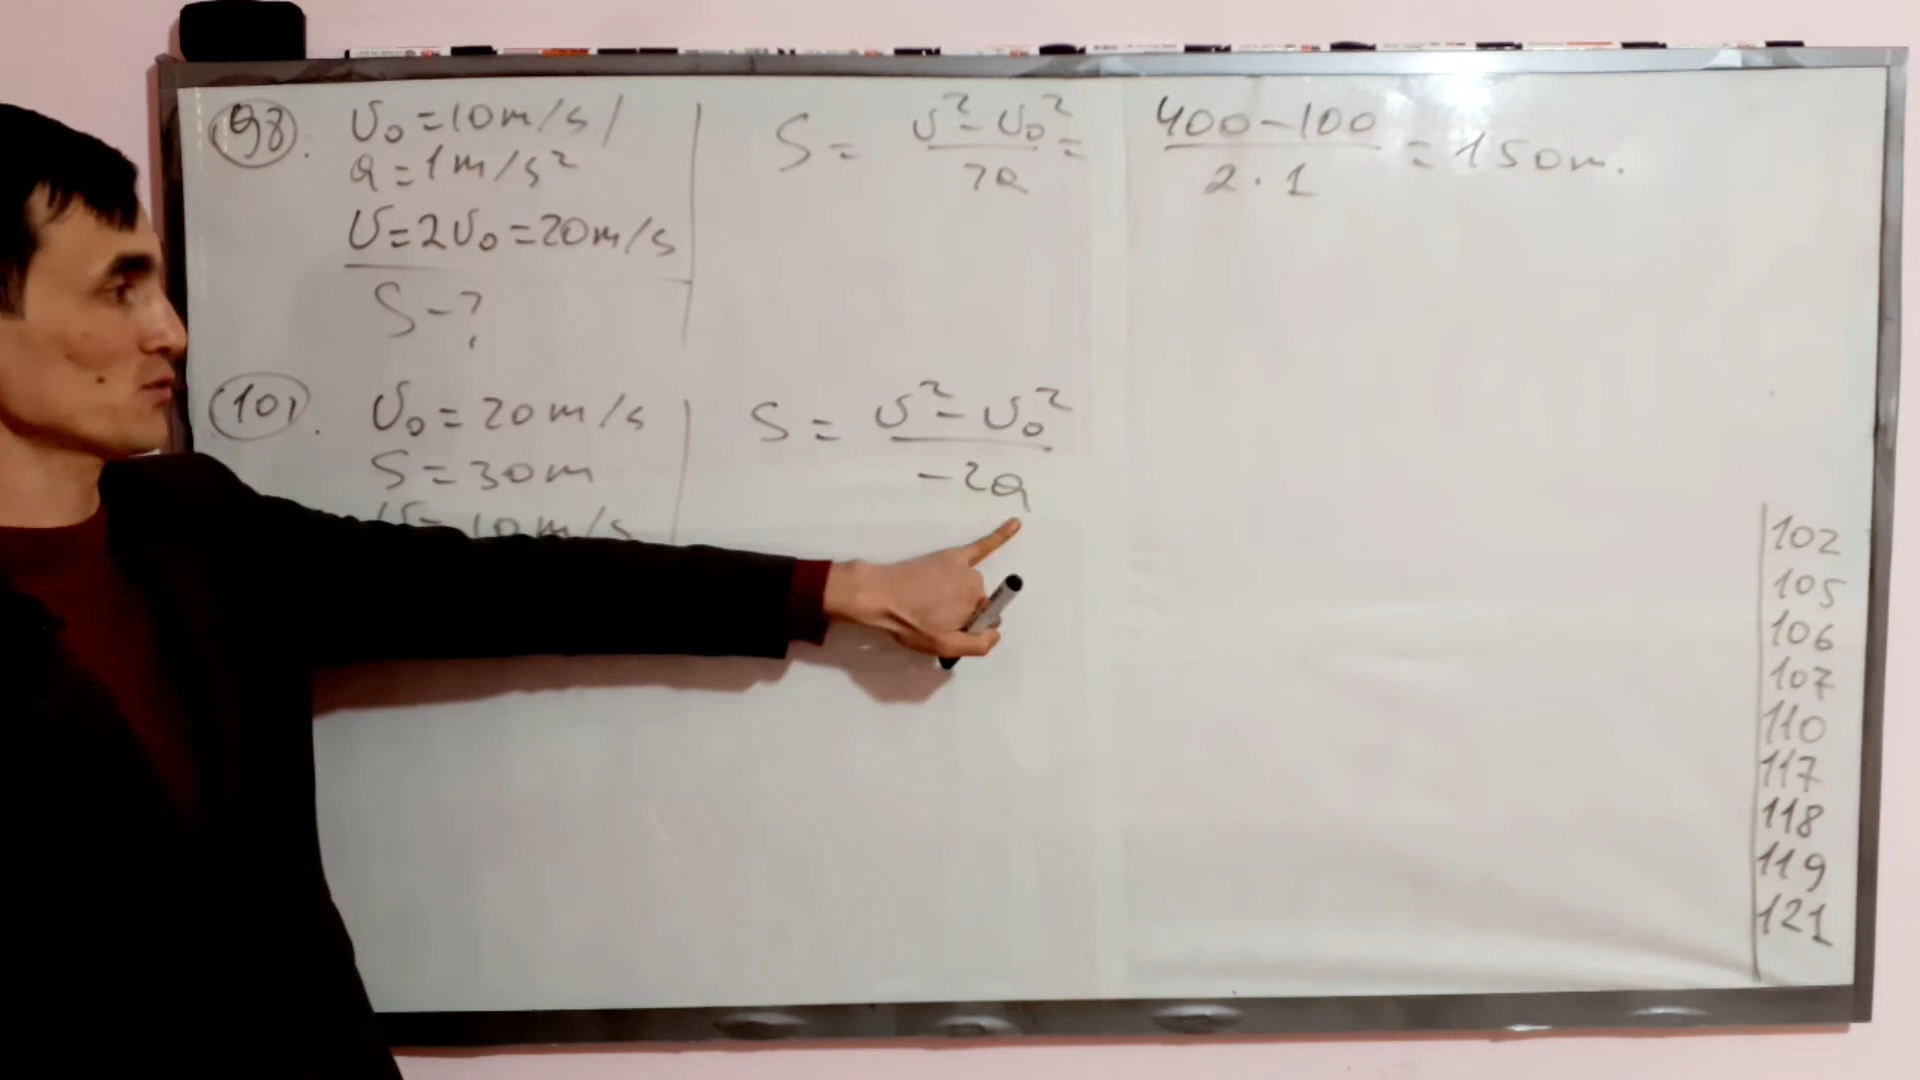 98. υ₀=10m/s
a=1m/s²
υ=2υ₀=20m/s
S-?
S = υ²-υ₀² / 2a = 400-100 / 2·1 = 150m.
101. υ₀=20m/s
S=30m
υ=10m/s
S = υ²-υ₀² / -2a
102
105
106
107
110
117
118
119
121